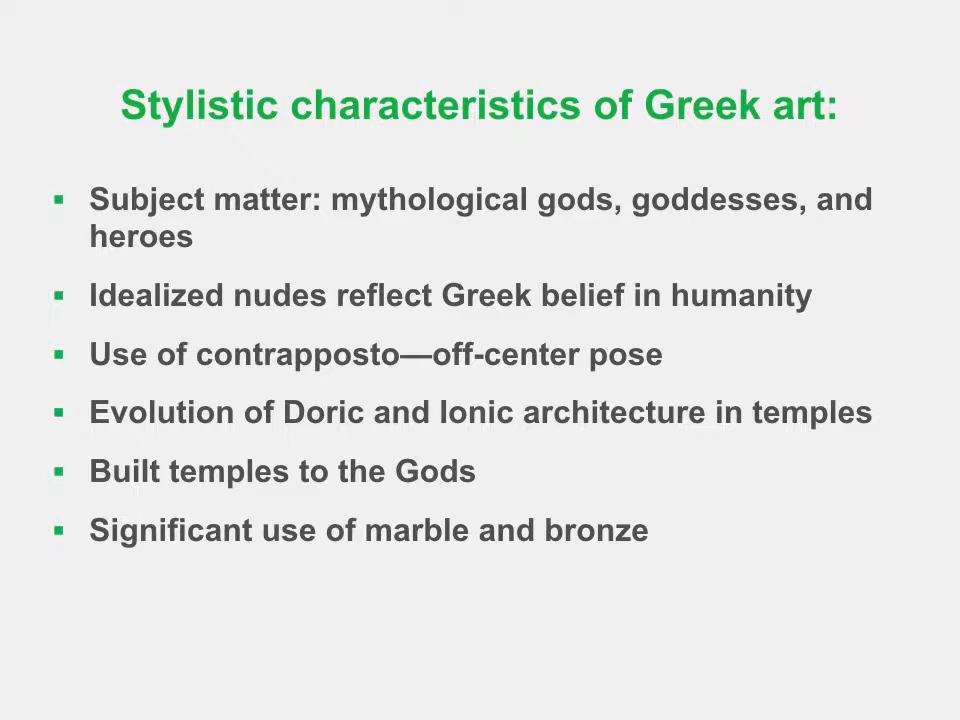 Stylistic characteristics of Greek art:
▪ Subject matter: mythological gods, goddesses, and
heroes
▪ Idealized nudes reflect Greek belief in humanity
▪ Use of contrapposto—off-center pose
▪ Evolution of Doric and Ionic architecture in temples
▪ Built temples to the Gods
▪ Significant use of marble and bronze